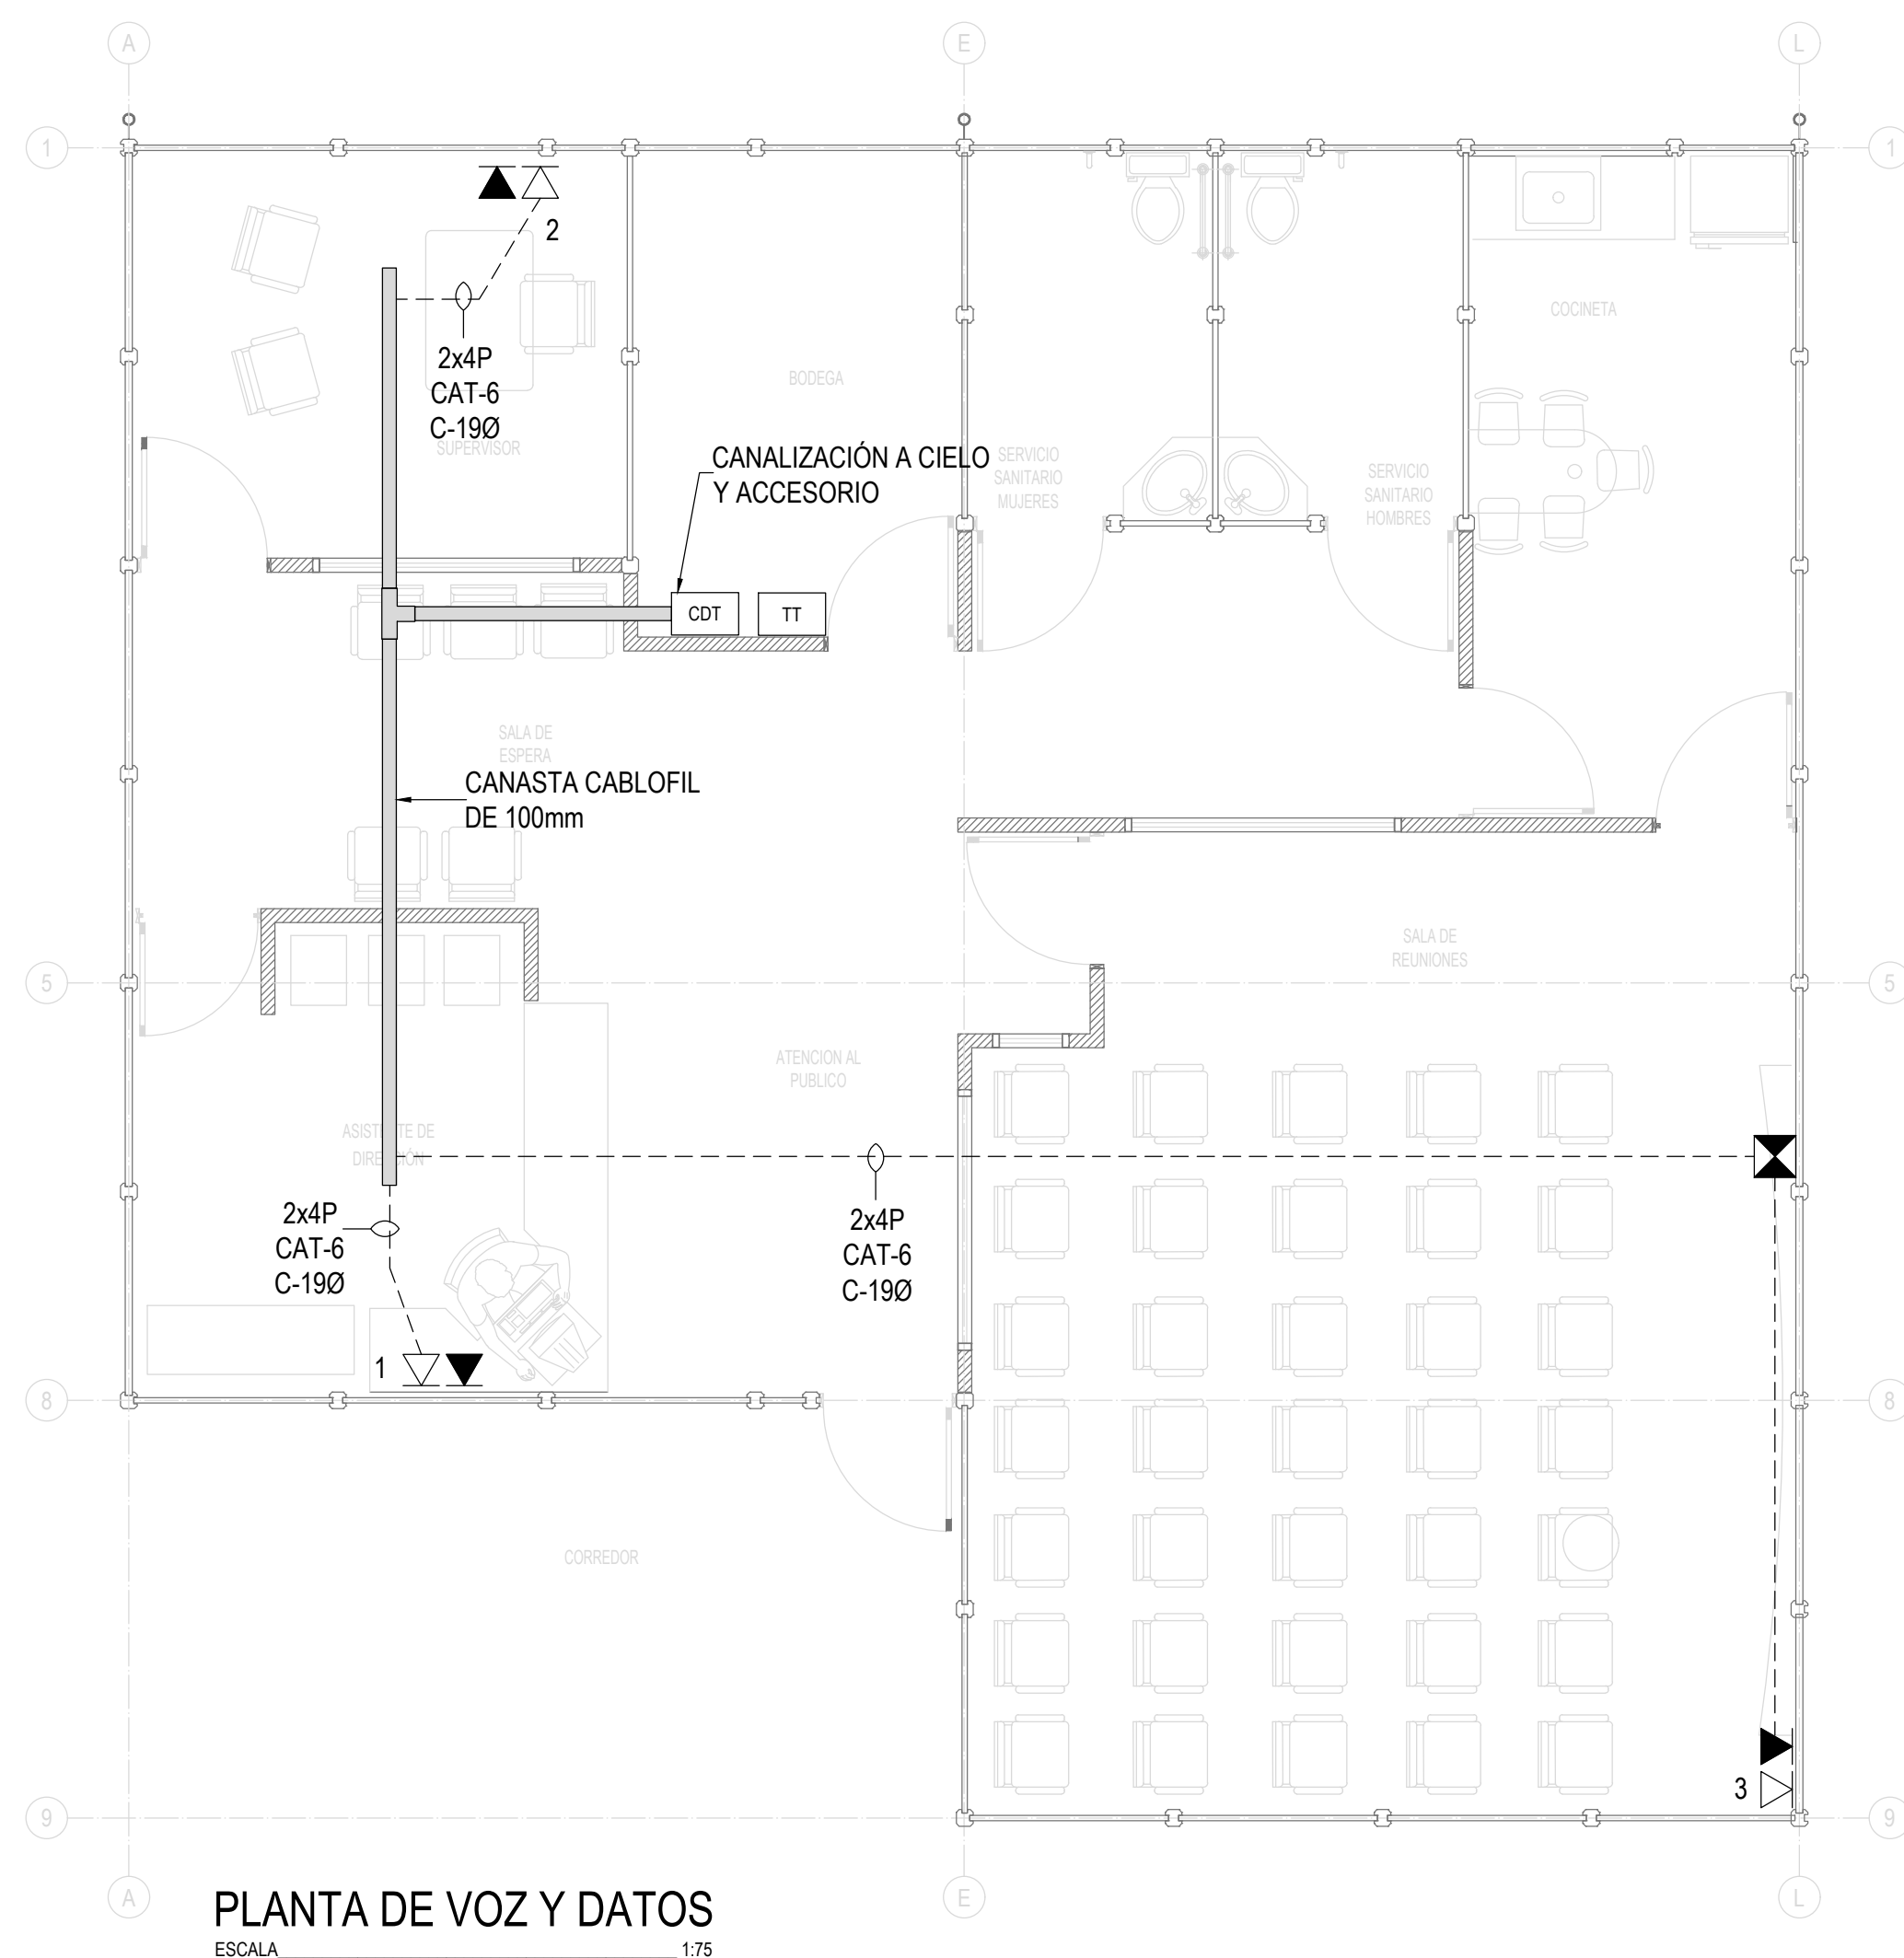 A
E
L
1
1
2
COCINETA
2x4P
CAT-6
C-19Ø
BODEGA
SUPERVISOR
CANALIZACIÓN A CIELO
Y ACCESORIO
SERVICIO
SANITARIO
MUJERES
SERVICIO
SANITARIO
HOMBRES
CDT
TT
SALA DE
ESPERA
CANASTA CABLOFIL
DE 100mm
SALA DE
REUNIONES
5
5
ATENCION AL
PUBLICO
ASISTENTE DE
DIRECCIÓN
2x4P
CAT-6
C-19Ø
2x4P
CAT-6
C-19Ø
1
8
8
CORREDOR
3
9
9
A
E
L
PLANTA DE VOZ Y DATOS
ESCALA 1:75